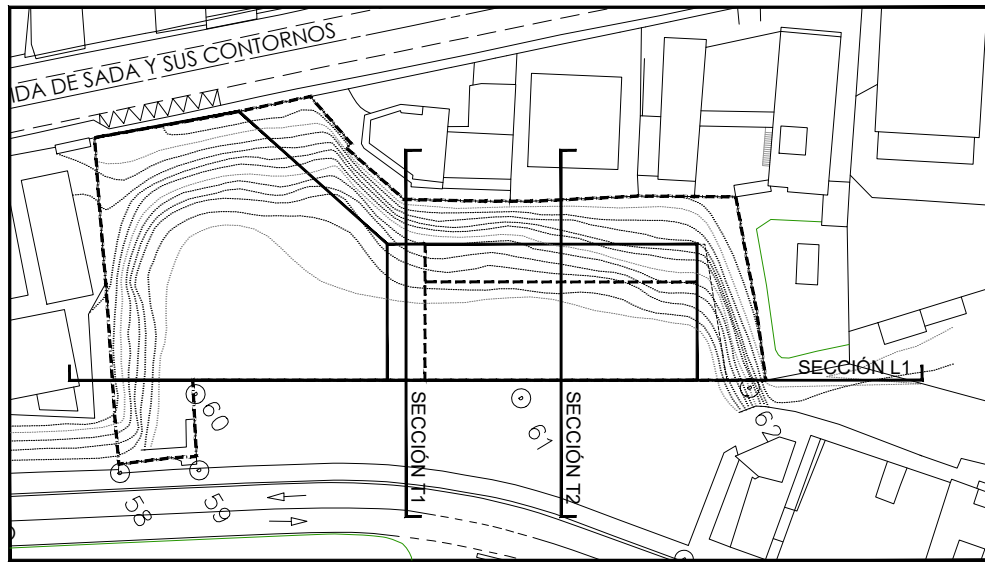 IDA DE SADA Y SUS CONTORNOS
SECCIÓN L1
SECCIÓN T1
SECCIÓN T2
60
61
62
58
59